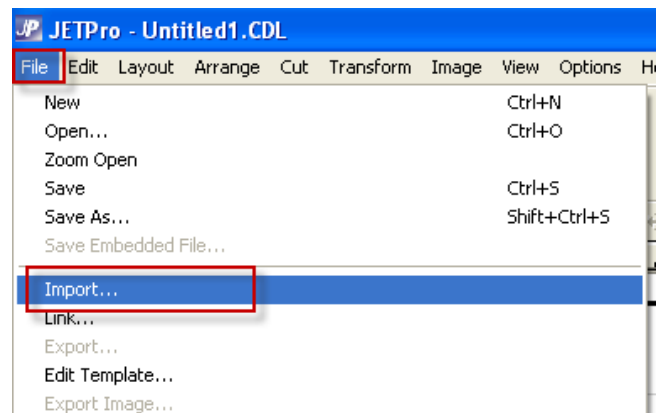 JP JETPro - Untitled1.CDL
File Edit Layout Arrange Cut Transform Image View Options
New Ctrl+N
Open... Ctrl+O
Zoom Open
Save Ctrl+S
Save As... Shift+Ctrl+S
Save Embedded File...
Import...
Link...
Export...
Edit Template...
Export Image...